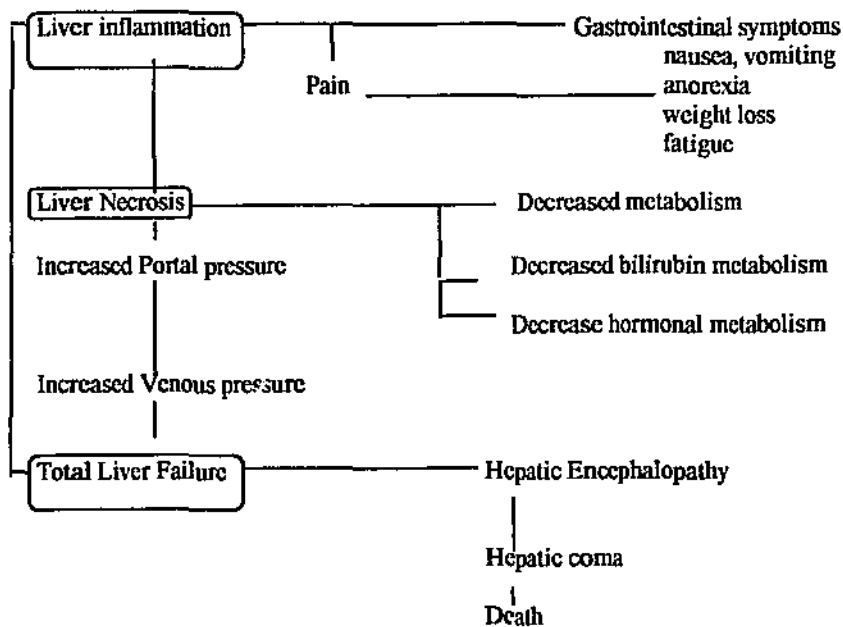 Liver inflammation
Gastrointestinal symptoms
nausea, vomiting
Pain
anorexia
weight loss
fatigue
Liver Necrosis
Decreased metabolism
Increased Portal pressure
Decreased bilirubin metabolism
Decrease hormonal metabolism
Increased Venous pressure
Total Liver Failure
Hepatic Encephalopathy
Hepatic coma
Death